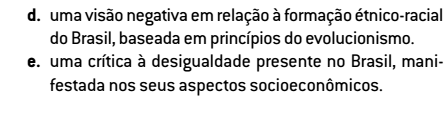 d. uma visão negativa em relação à formação étnico-racial
do Brasil, baseada em princípios do evolucionismo.
e. uma crítica à desigualdade presente no Brasil, mani-
festada nos seus aspectos socioeconômicos.